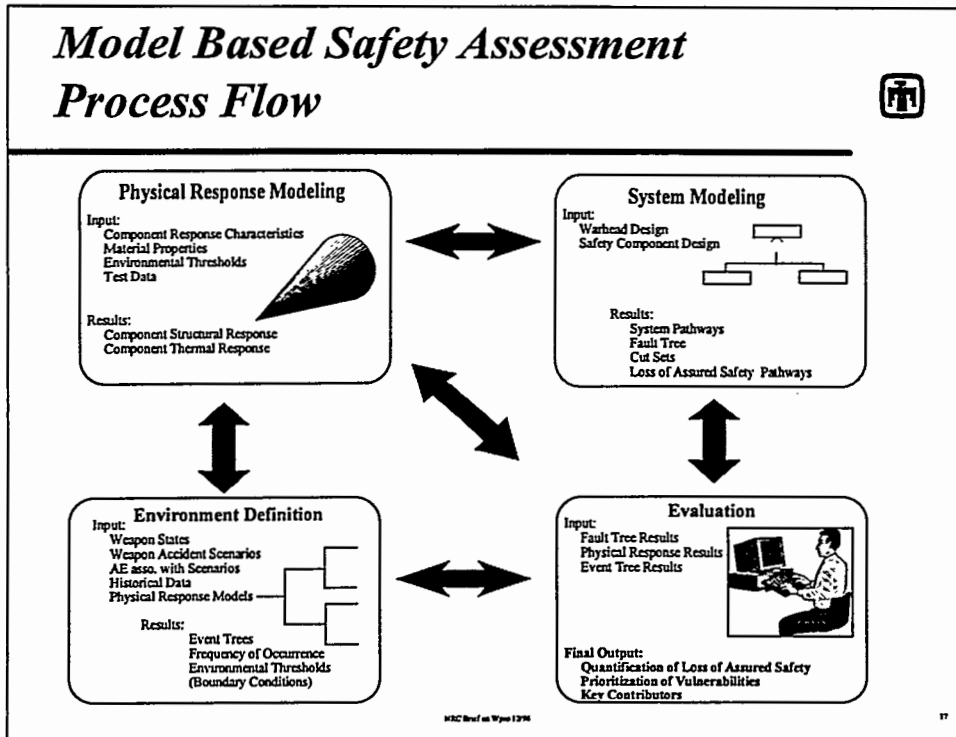 Model Based Safety Assessment
Process Flow
Physical Response Modeling
Input:
Component Response Characteristics
Material Properties
Environmental Thresholds
Test Data
Results:
Component Structural Response
Component Thermal Response
System Modeling
Input:
Warhead Design
Safety Component Design
Results:
System Pathways
Fault Tree
Cut Sets
Loss of Assured Safety Pathways
Environment Definition
Input:
Weapon States
Weapon Accident Scenarios
AE asso. with Scenarios
Historical Data
Physical Response Models
Results:
Event Trees
Frequency of Occurrence
Environmental Thresholds
(Boundary Conditions)
Evaluation
Input:
Fault Tree Results
Physical Response Results
Event Tree Results
Final Output:
Quantification of Loss of Assured Safety
Prioritization of Vulnerabilities
Key Contributors
Brief on